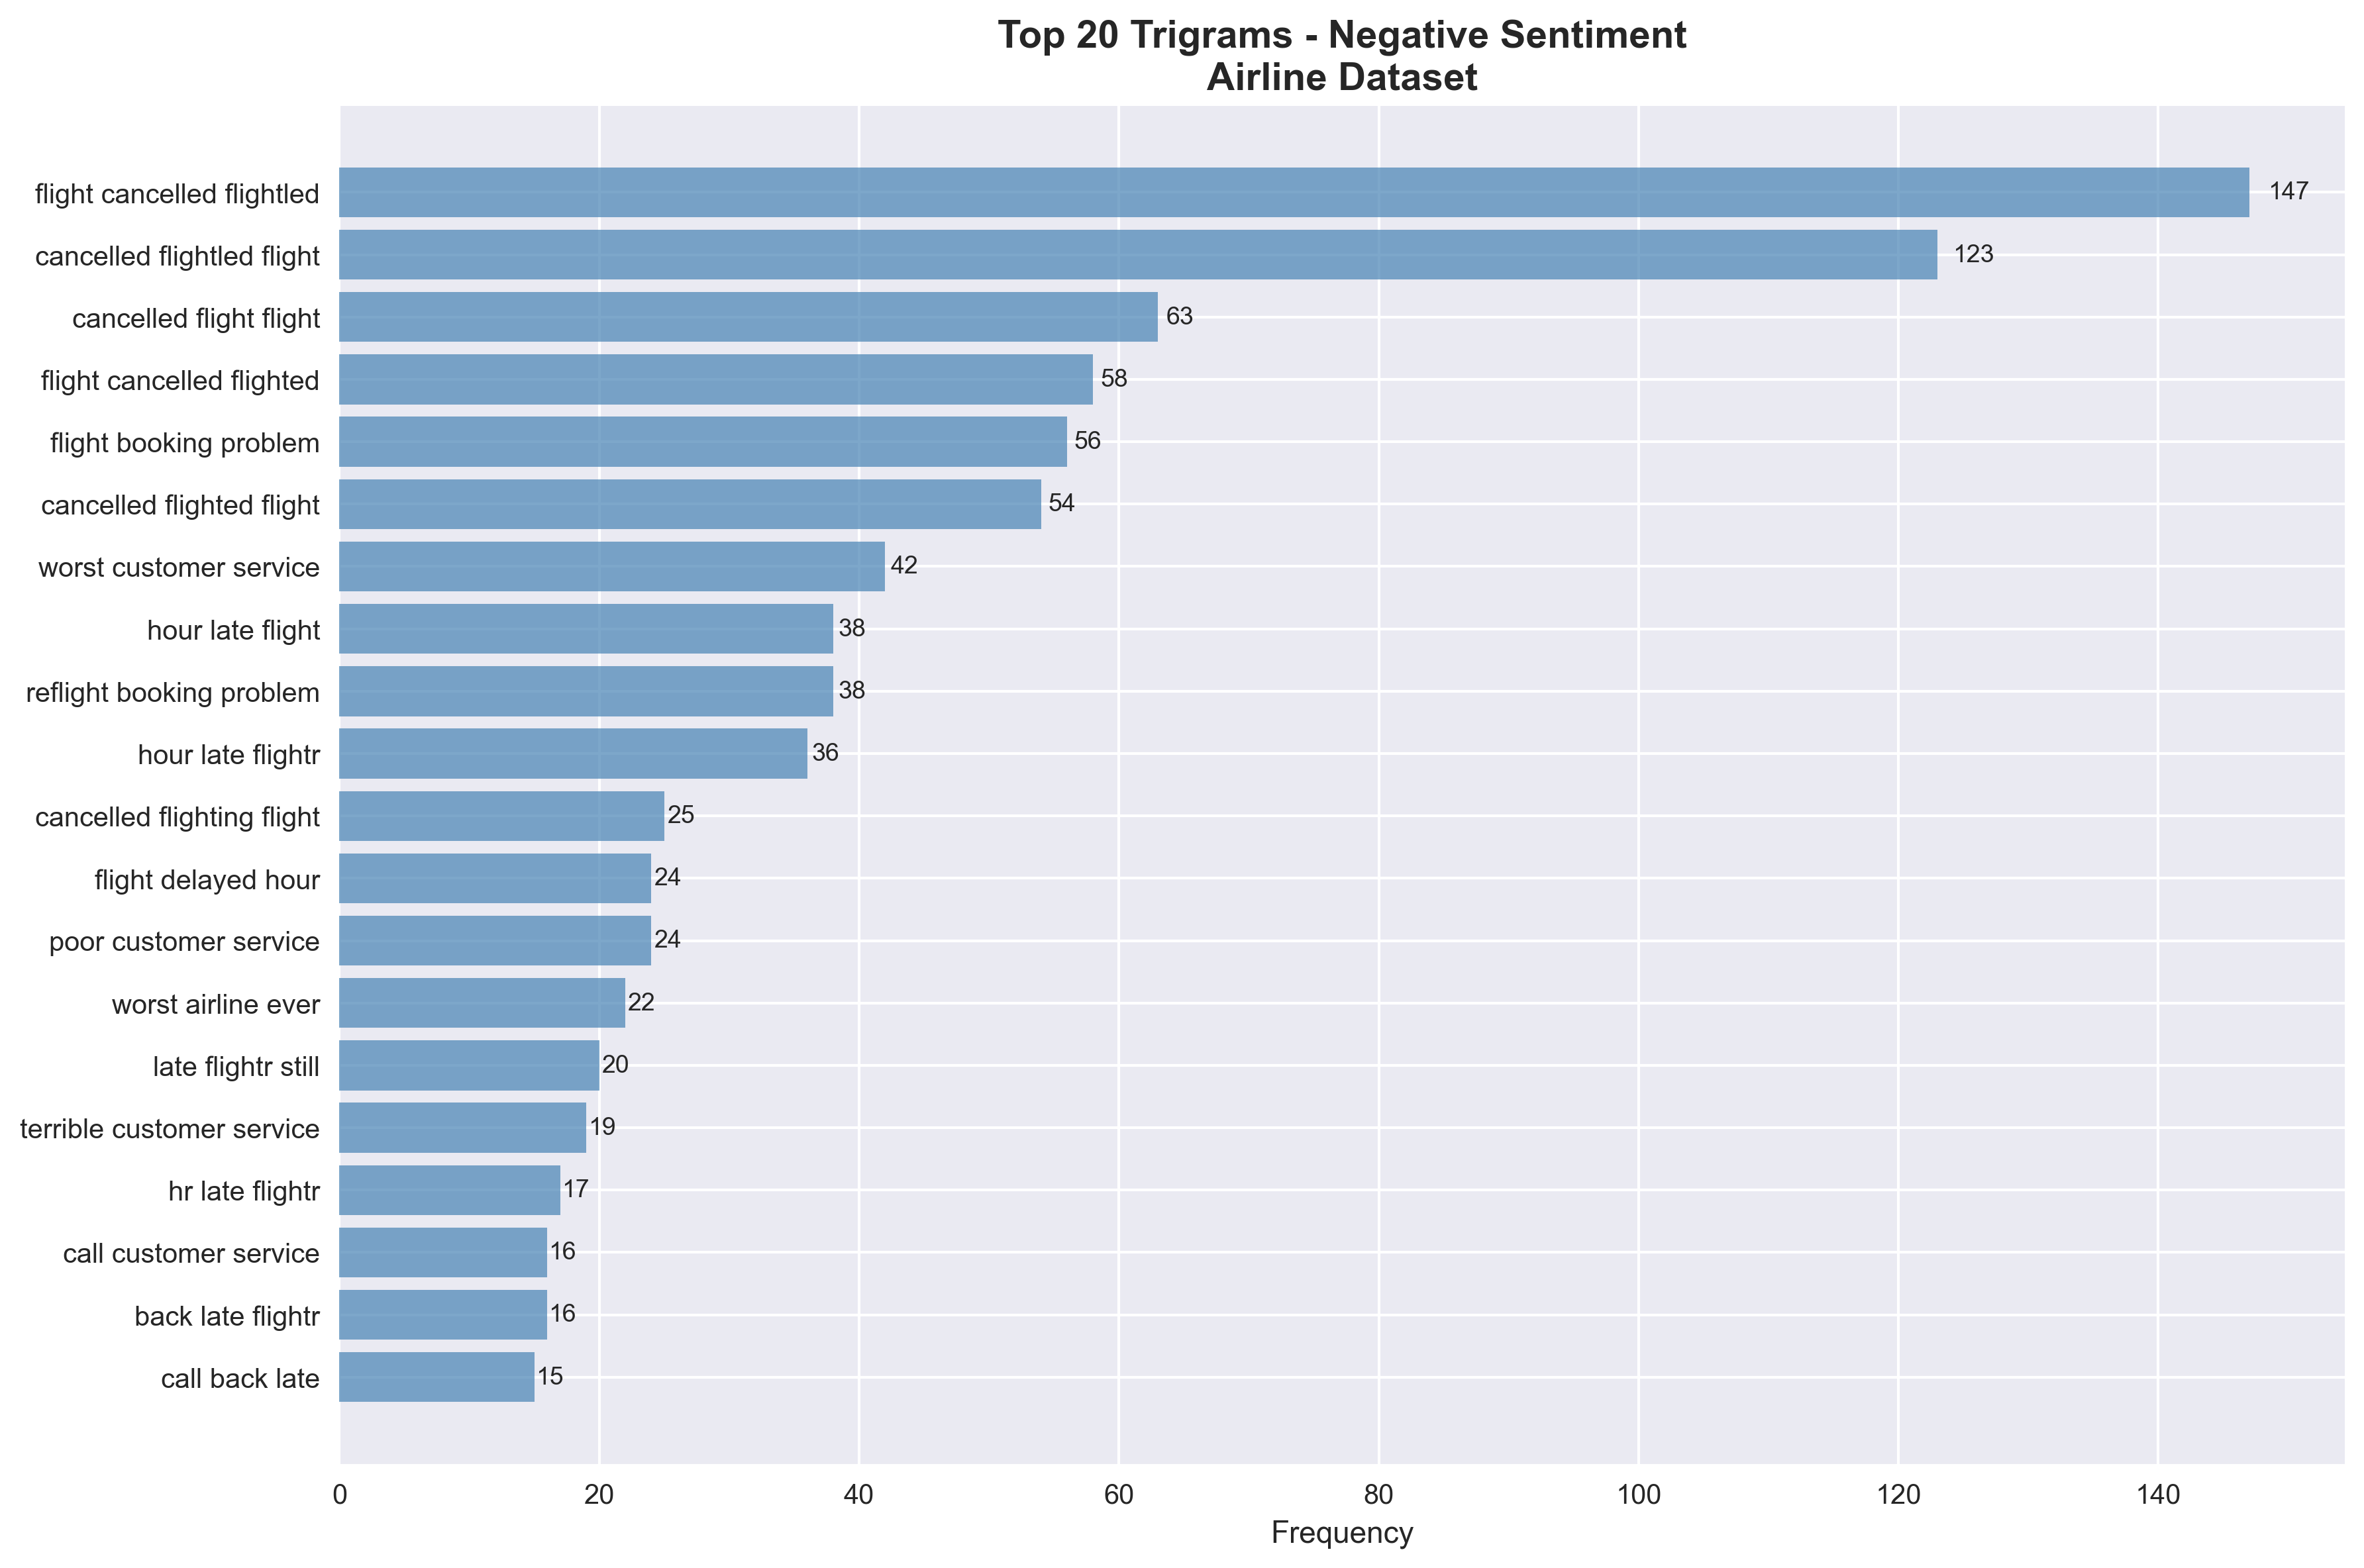 Top 20 Trigrams - Negative Sentiment
Airline Dataset
flight cancelled flightled 147
cancelled flightled flight 123
cancelled flight flight 63
flight cancelled flighted 58
flight booking problem 56
cancelled flighted flight 54
worst customer service 42
hour late flight 38
reflight booking problem 38
hour late flightr 36
cancelled flighting flight 25
flight delayed hour 24
poor customer service 24
worst airline ever 22
late flightr still 20
terrible customer service 19
hr late flightr 17
call customer service 16
back late flightr 16
call back late 15
0 20 40 60 80 100 120 140
Frequency